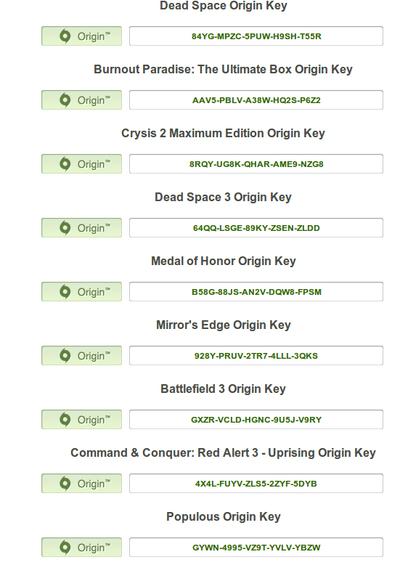 Dead Space Origin Key
Origin™ 84YG-MPZC-5PUW-H9SH-T55R
Burnout Paradise: The Ultimate Box Origin Key
Origin™ AAV5-PBLV-A38W-HQ2S-P6Z2
Crysis 2 Maximum Edition Origin Key
Origin™ 8RQY-UG8K-QHAR-AME9-NZG8
Dead Space 3 Origin Key
Origin™ 64QQ-LSGE-89KY-ZSEN-ZLDD
Medal of Honor Origin Key
Origin™ B58G-88JS-AN2V-DQW8-FPSM
Mirror's Edge Origin Key
Origin™ 928Y-PRUV-2TR7-4LLL-3QKS
Battlefield 3 Origin Key
Origin™ GXZR-VCLD-HGNC-9U5J-V9RY
Command & Conquer: Red Alert 3 - Uprising Origin Key
Origin™ 4X4L-FUYV-ZLS5-2ZYF-5DYB
Populous Origin Key
Origin™ GYWN-4995-VZ9T-YVLV-YBZW